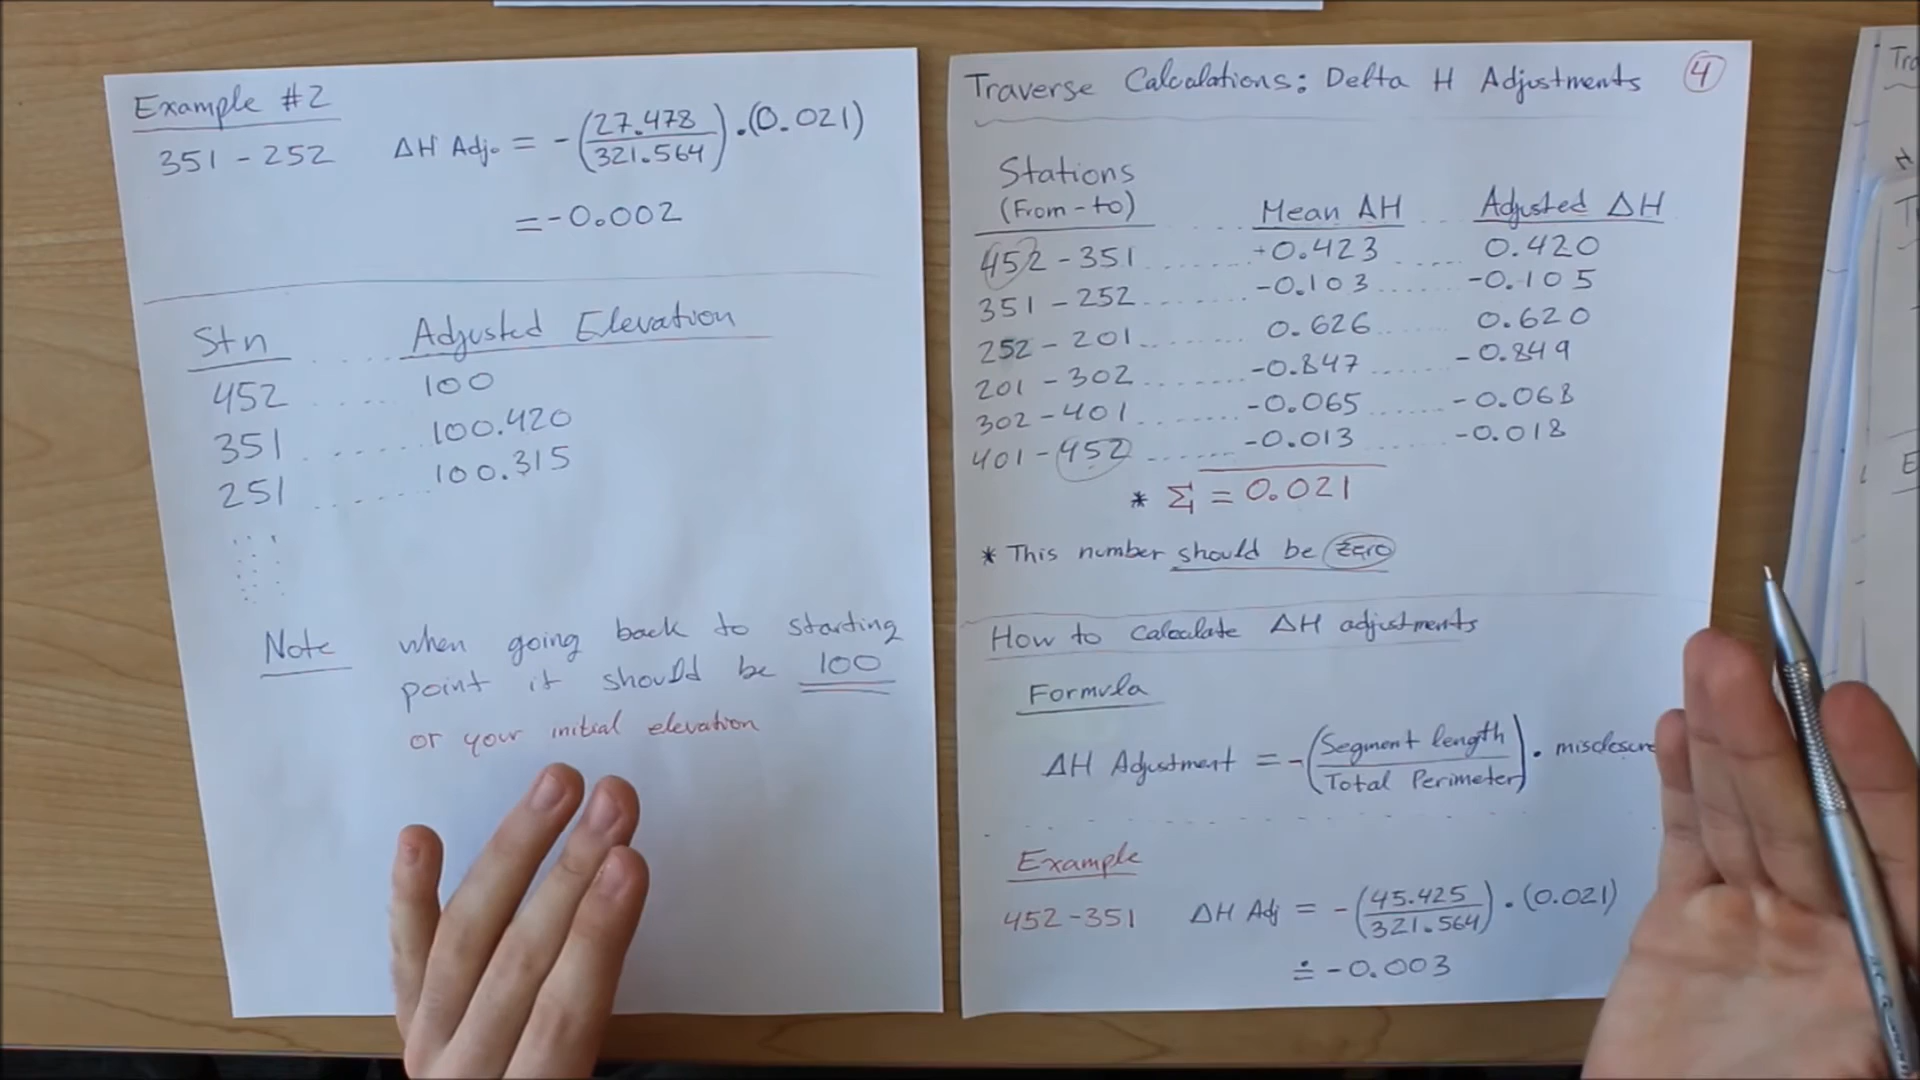 Example #2
351 - 252 ΔH Adj. = -(27.478/321.564).(0.021)
= -0.002
Stn .... Adjusted Elevation
452 .... 100
351 ..... 100.420
251 ..... 100.315
Note when going back to starting
point it should be 100
or your initial elevation
Traverse Calculations: Delta H Adjustments 4
Stations
(From-to) .... Mean ΔH .... Adjusted ΔH
452-351 ....... +0.423 ..... 0.420
351-252 ....... -0.103 ..... -0.105
252-201 ....... 0.626 ..... 0.620
201-302 ....... -0.847 ..... -0.849
302-401 ....... -0.065 ..... -0.068
401-452 ...... -0.013 ..... -0.018
* Σ = 0.021
* This number should be zero
How to calculate ΔH adjustments
Formula
ΔH Adjustment = -(Segment length/Total Perimeter).
Example
452-351 ΔH Adj = -(45.425/321.564).(0.021)
≐ -0.003